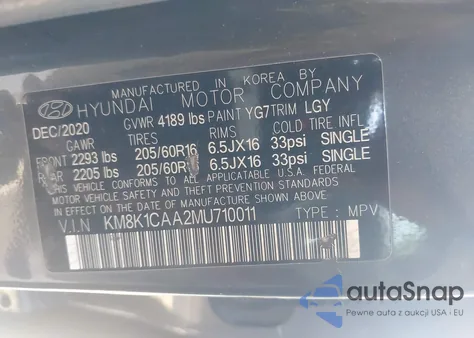 MANUFACTURED IN KOREA BY
HYUNDAI MOTOR COMPANY
DEC/2020 GVWR 4189 lbs PAINT YG7 TRIM LGY
GAWR TIRES RIMS COLD TIRE INFL.
FRONT 2293 lbs 205/60R16 6.5JX16 33psi SINGLE
REAR 2205 lbs 205/60R16 6.5JX16 33psi SINGLE
THIS VEHICLE CONFORMS TO ALL APPLICABLE U.S.A FEDERAL
MOTOR VEHICLE SAFETY STANDARDS IN
EFFECT ON THE DATE OF MANUFACTURE SHOWN ABOVE.
V.I.N KM8K1CAA2MU710011 TYPE : MPV
autoSnap
Pewne auta z aukcji USA - EU